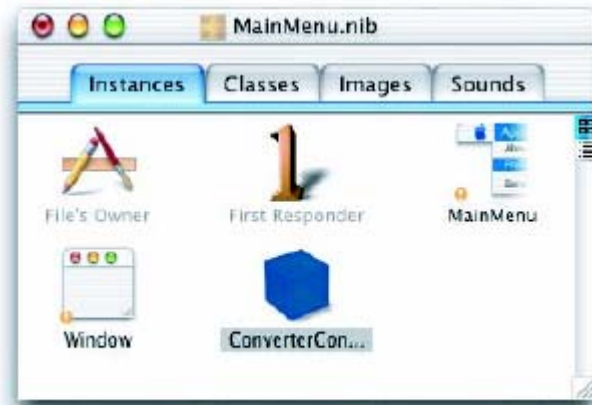 MainMenu.nib
Instances Classes Images Sounds
File's Owner First Responder MainMenu
Window ConverterCon...